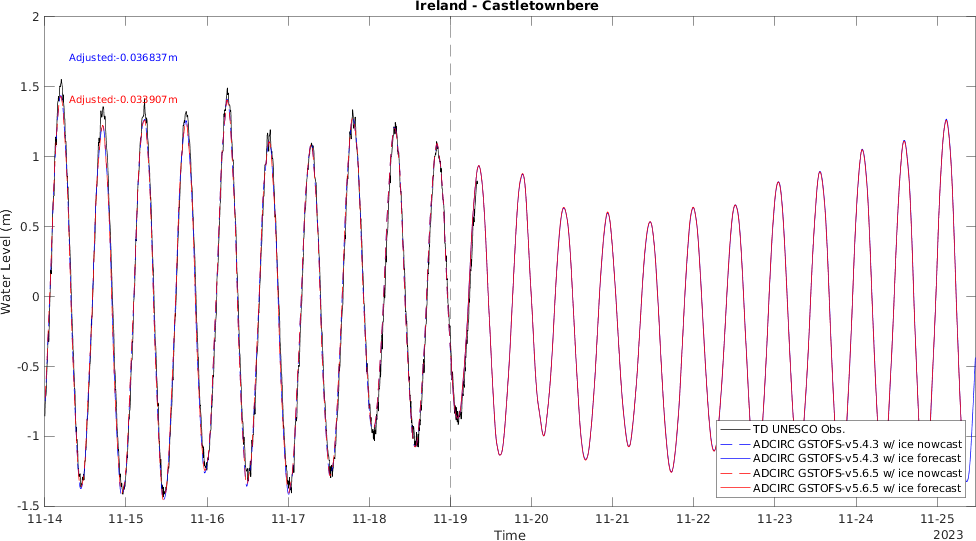 Ireland - Castletownbere
2
1.5
1
0.5
0
-0.5
-1
-1.5
Water Level (m)
Adjusted:-0.036837m
Adjusted:-0.033907m
TD UNESCO Obs.
ADCIRC GSTOFS-v5.4.3 w/ ice nowcast
ADCIRC GSTOFS-v5.4.3 w/ ice forecast
ADCIRC GSTOFS-v5.6.5 w/ ice nowcast
ADCIRC GSTOFS-v5.6.5 w/ ice forecast
11-14 11-15 11-16 11-17 11-18 11-19 11-20 11-21 11-22 11-23 11-24 11-25
Time
2023